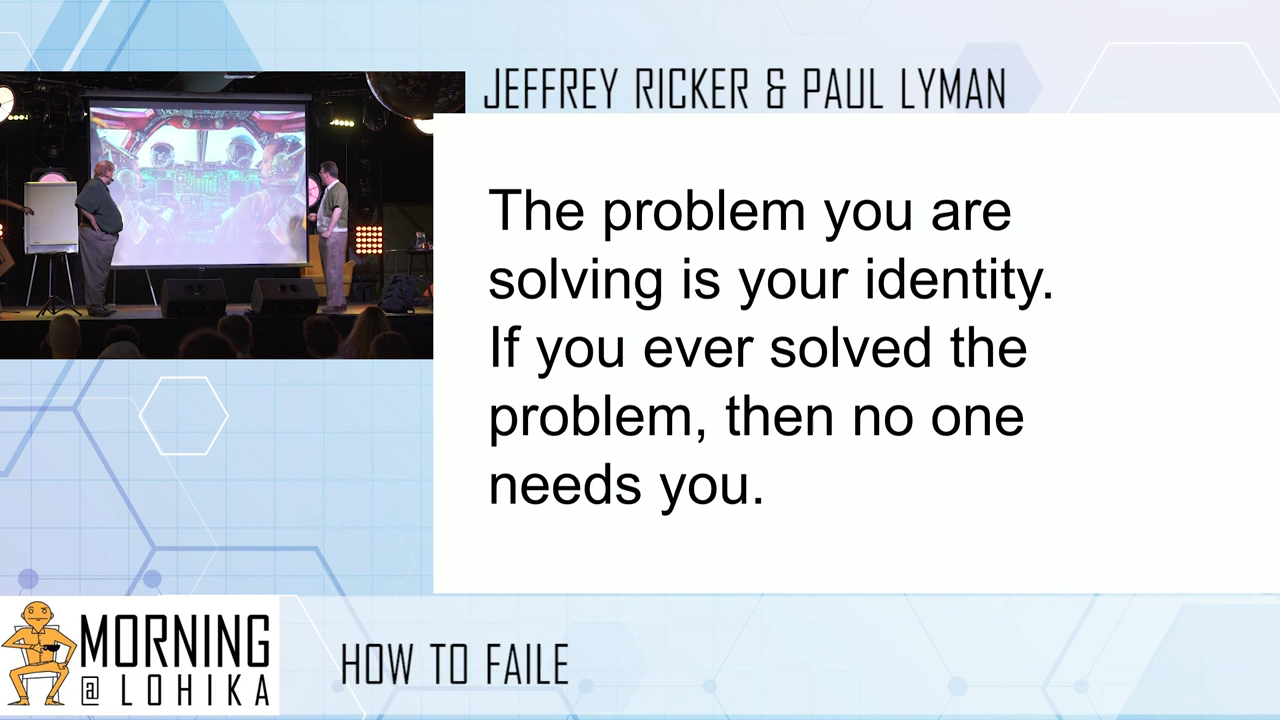 JEFFREY RICKER & PAUL LYMAN
The problem you are
solving is your identity.
If you ever solved the
problem, then no one
needs you.
MORNING
@ LOHIKA
HOW TO FAILE